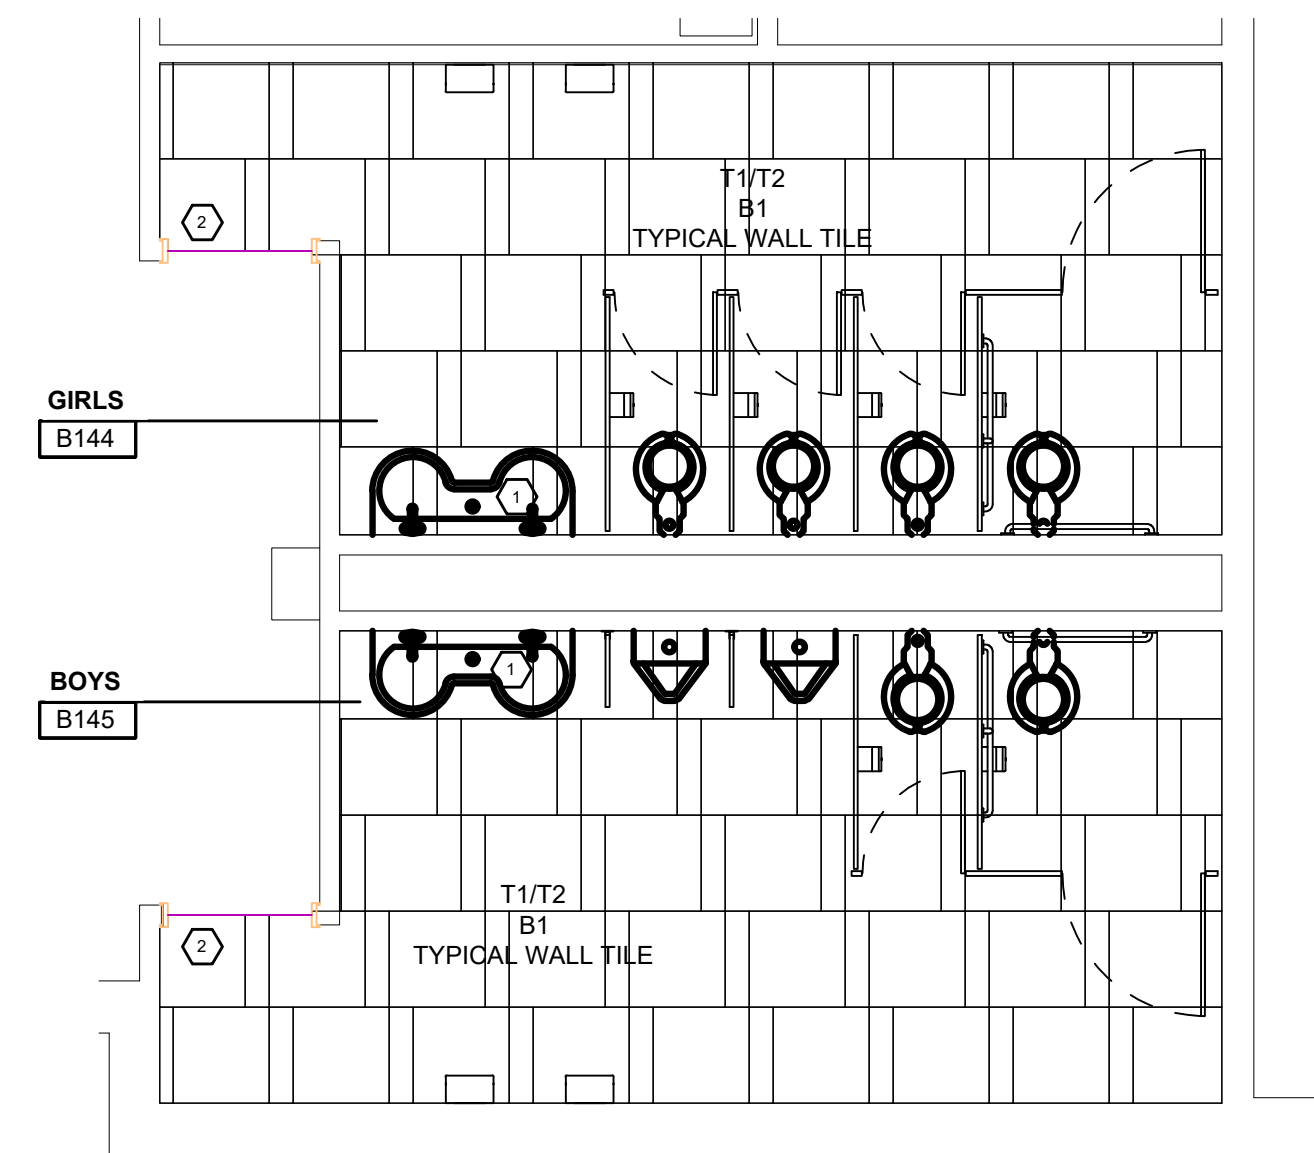 2
T1/T2
B1
TYPICAL WALL TILE
GIRLS
B144
1
BOYS
B145
1
T1/T2
B1
TYPICAL WALL TILE
2